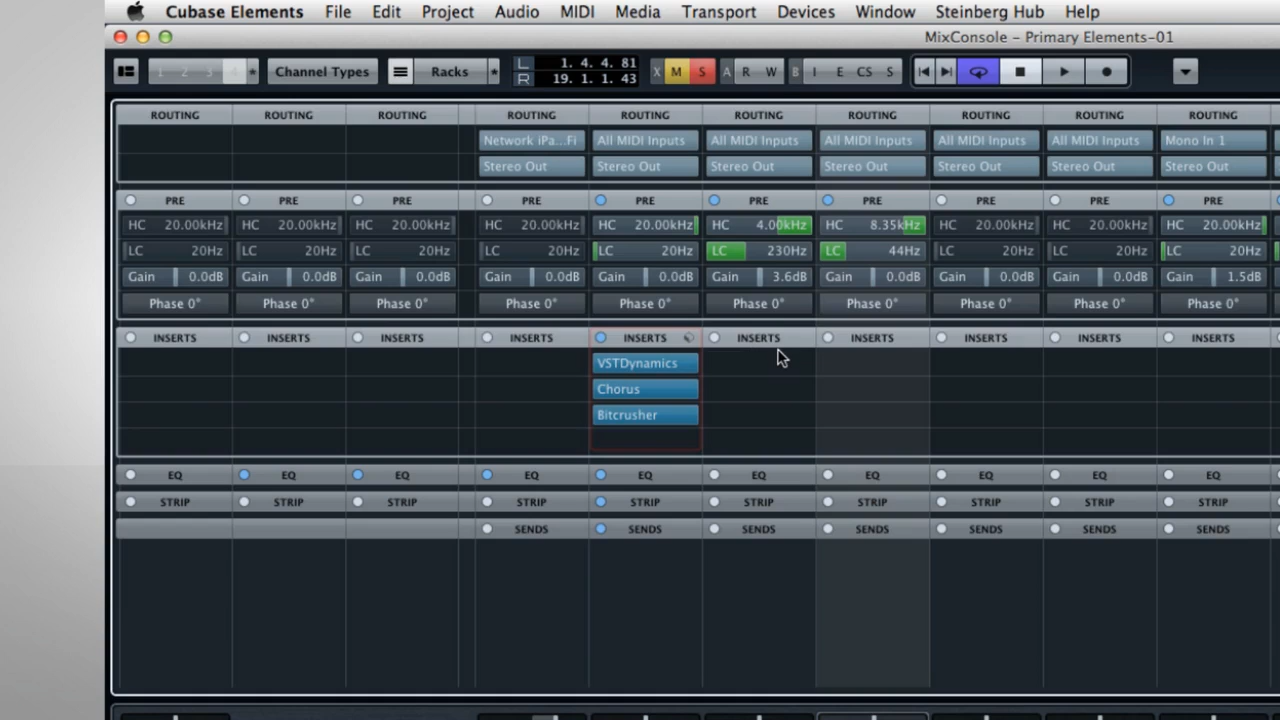 Cubase Elements File Edit Project Audio MIDI Media Transport Devices Window Steinberg Hub Help
MixConsole – Primary Elements-01
1 2 3 4 * Channel Types Racks * L 1. 4. 4. 81 X M S A R W B I E CS S
R 19. 1. 1. 43
ROUTING ROUTING ROUTING ROUTING ROUTING ROUTING ROUTING ROUTING ROUTING ROUTING
Network iPa...Fi All MIDI Inputs All MIDI Inputs All MIDI Inputs All MIDI Inputs All MIDI Inputs Mono In 1
Stereo Out Stereo Out Stereo Out Stereo Out Stereo Out Stereo Out Stereo Out
PRE PRE PRE PRE PRE PRE PRE PRE PRE PRE
HC 20.00kHz HC 20.00kHz HC 20.00kHz HC 20.00kHz HC 20.00kHz HC 4.00kHz HC 8.35kHz HC 20.00kHz HC 20.00kHz HC 20.00kHz
LC 20Hz LC 20Hz LC 20Hz LC 20Hz LC 20Hz LC 230Hz LC 44Hz LC 20Hz LC 20Hz LC 20Hz
Gain 0.0dB Gain 0.0dB Gain 0.0dB Gain 0.0dB Gain 0.0dB Gain 3.6dB Gain 0.0dB Gain 0.0dB Gain 0.0dB Gain 1.5dB
Phase 0° Phase 0° Phase 0° Phase 0° Phase 0° Phase 0° Phase 0° Phase 0° Phase 0° Phase 0°
INSERTS INSERTS INSERTS INSERTS INSERTS INSERTS INSERTS INSERTS INSERTS INSERTS
VSTDynamics
Chorus
Bitcrusher
EQ EQ EQ EQ EQ EQ EQ EQ EQ EQ
STRIP STRIP STRIP STRIP STRIP STRIP STRIP STRIP STRIP STRIP
SENDS SENDS SENDS SENDS SENDS SENDS SENDS